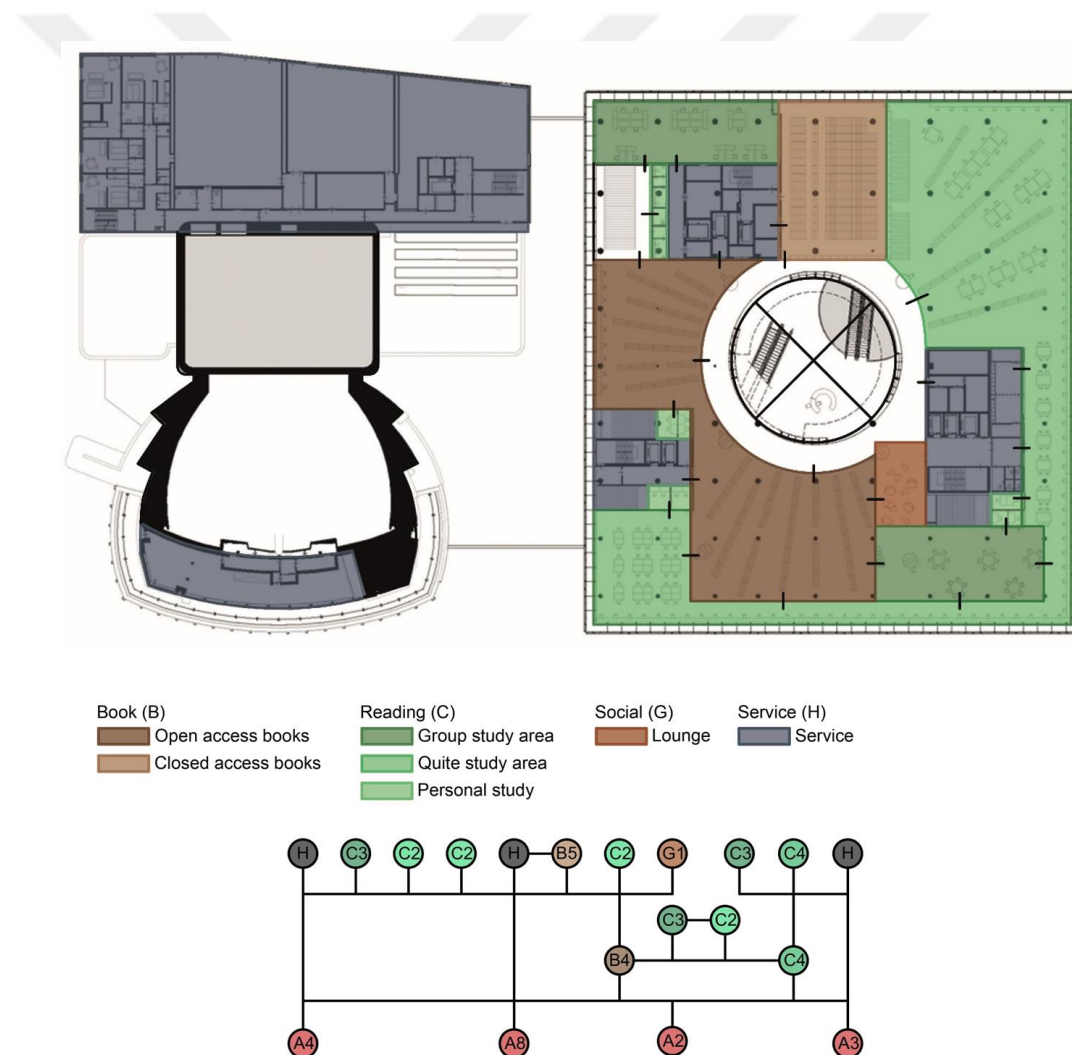 Book (B) Reading (C) Social (G) Service (H)
Open access books Group study area Lounge Service
Closed access books Quite study area
Personal study
H C3 C2 C2 H B5 C2 G1 C3 C4 H
C3 C2
B4 C4
A4 A8 A2 A3